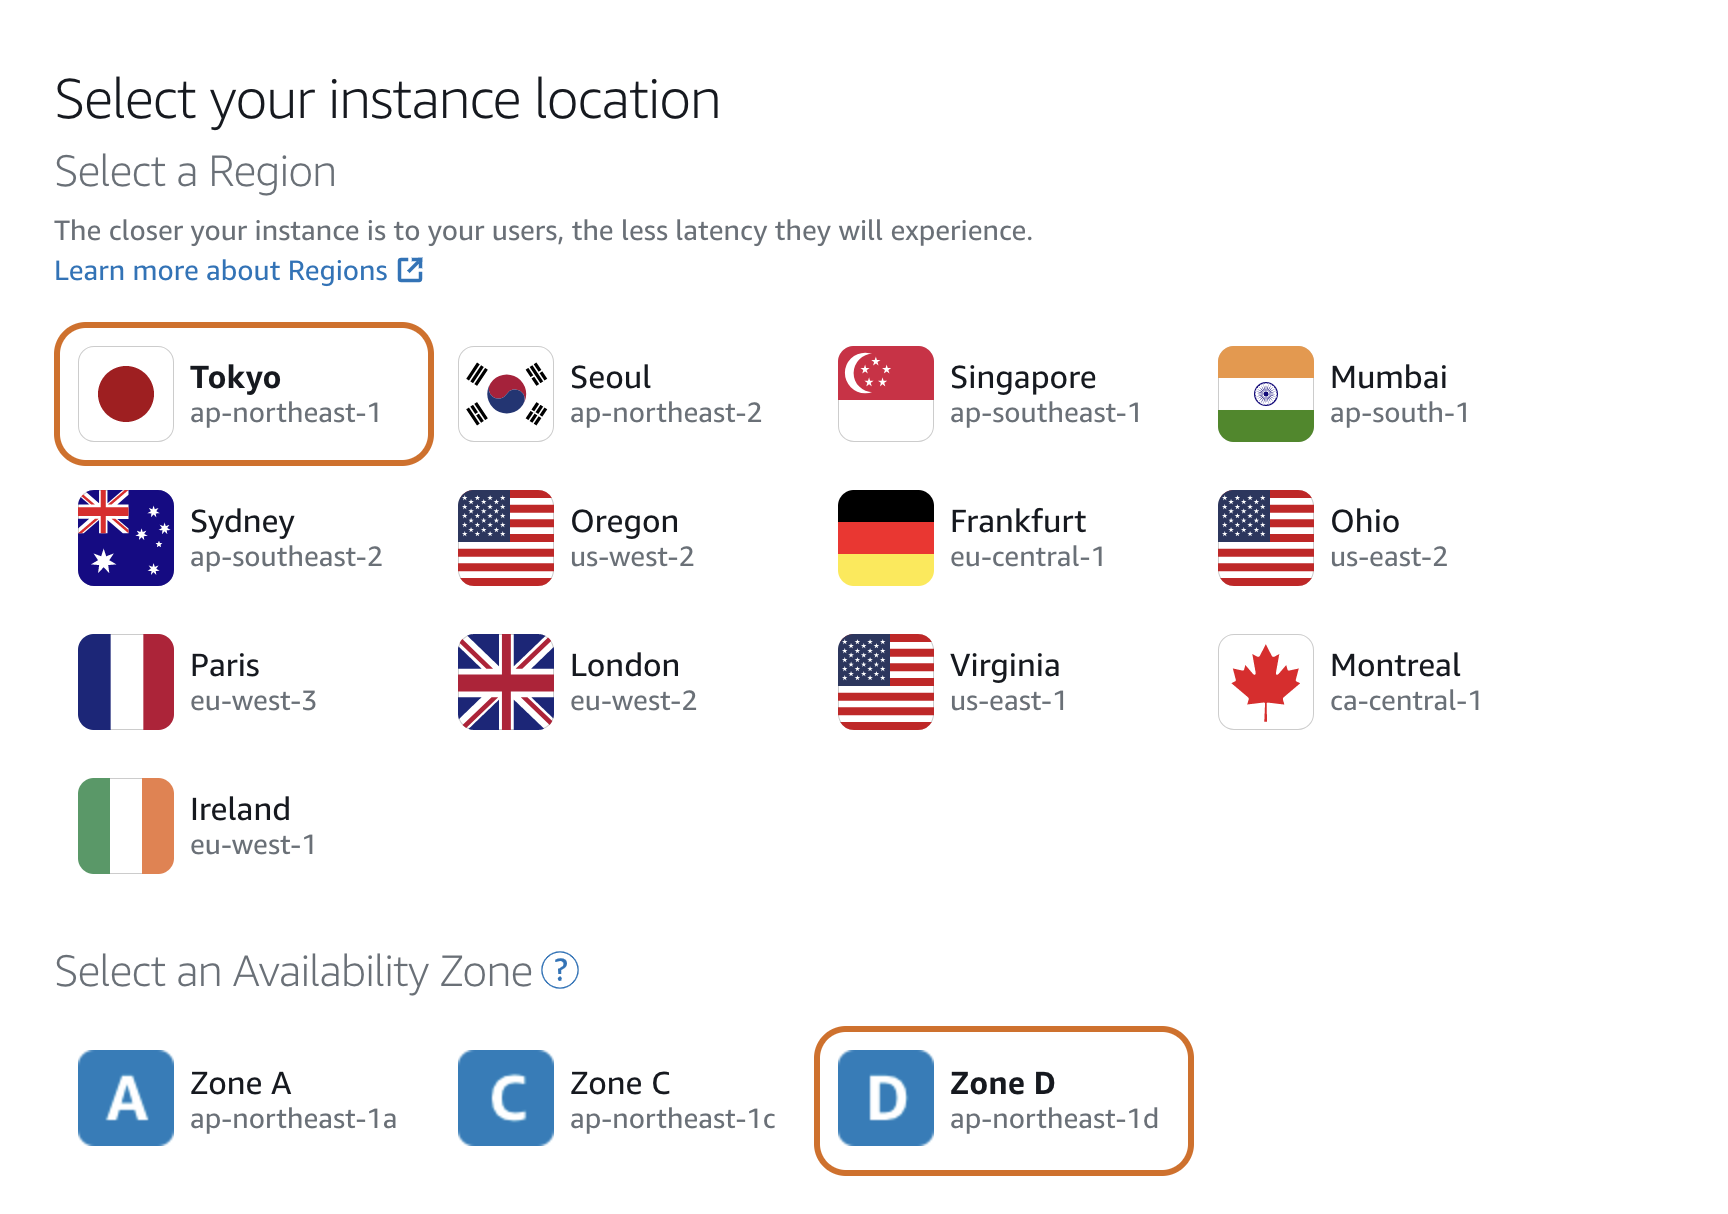 Select your instance location
Select a Region
The closer your instance is to your users, the less latency they will experience.
Learn more about Regions
Tokyo
ap-northeast-1
Seoul
ap-northeast-2
Singapore
ap-southeast-1
Mumbai
ap-south-1
Sydney
ap-southeast-2
Oregon
us-west-2
Frankfurt
eu-central-1
Ohio
us-east-2
Paris
eu-west-3
London
eu-west-2
Virginia
us-east-1
Montreal
ca-central-1
Ireland
eu-west-1
Select an Availability Zone ?
A
Zone A
ap-northeast-1a
C
Zone C
ap-northeast-1c
D
Zone D
ap-northeast-1d